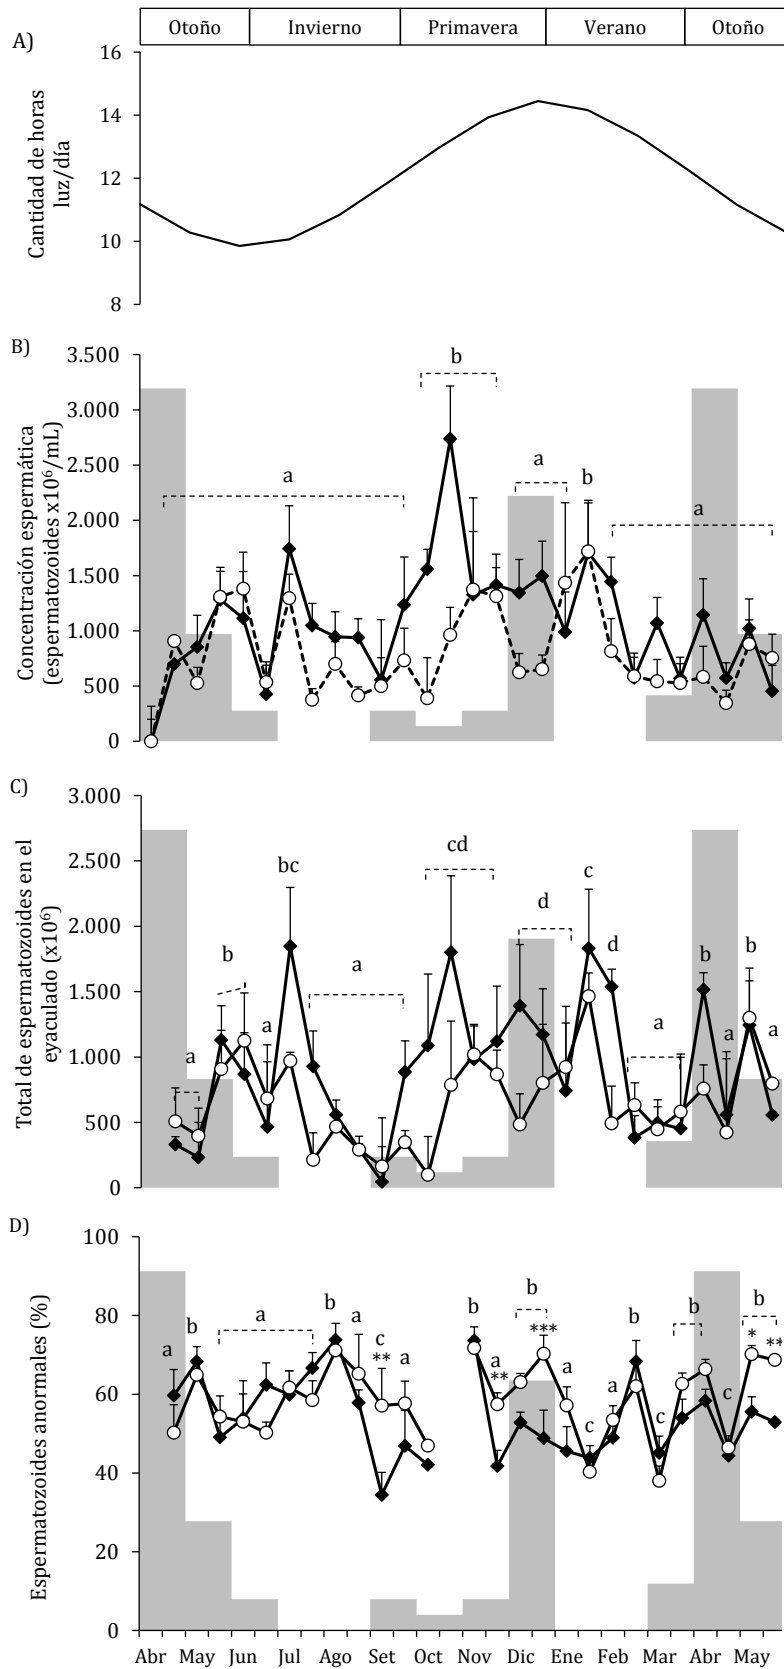 Otoño Invierno Primavera Verano Otoño
A)
Cantidad de horas
luz/día
16
14
12
10
8
B)
Concentración espermática
(espermatozoides x10⁶/mL)
3.500
3.000
2.500
2.000
1.500
1.000
500
0
a
b
a
b
a
C)
Total de espermatozoides en el
eyaculado (x10⁶)
3.000
2.500
2.000
1.500
1.000
500
0
a
b
a
bc
a
cd
d
c
d
a
b
a
b
a
D)
Espermatozoides anormales (%)
100
80
60
40
20
0
a
b
a
b
a
c
**
a
b
a
**
b
***
a
c
a
b
c
b
c
b
*
**
Abr May Jun Jul Ago Set Oct Nov Dic Ene Feb Mar Abr May